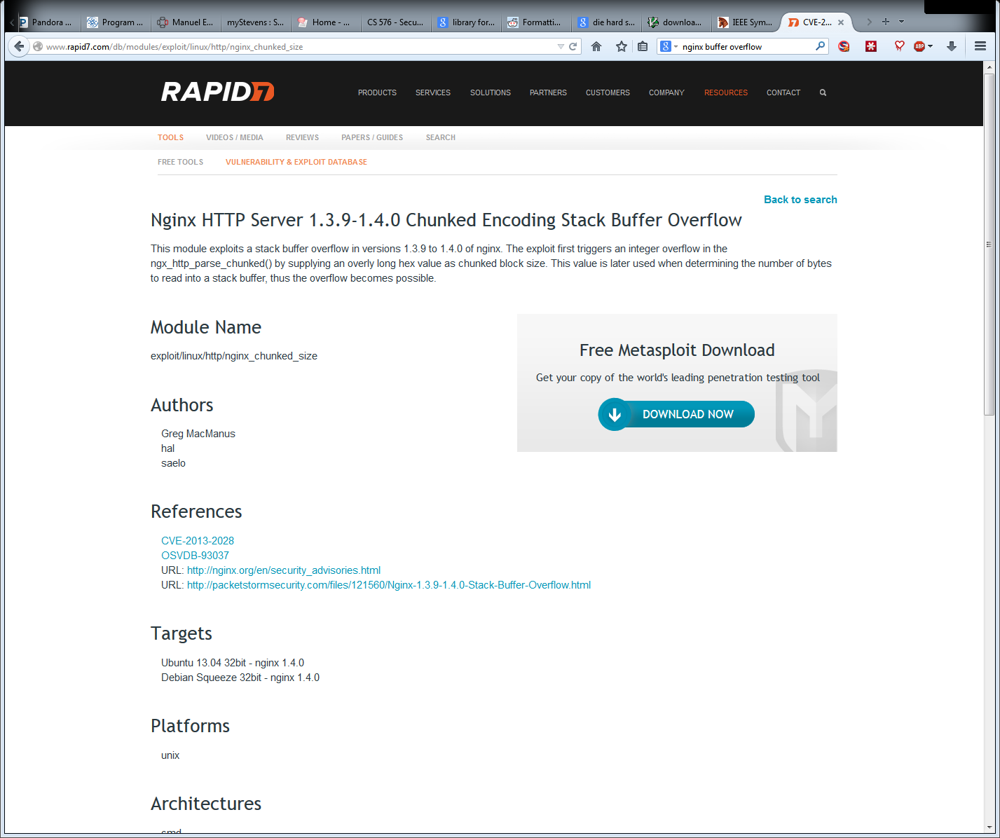 Pandora ...
Program ...
Manuel E...
myStevens : S...
Home - ...
CS 576 - Secu...
library for...
Formatti...
die hard s...
downloa...
IEEE Sym...
CVE-2...
www.rapid7.com/db/modules/exploit/linux/http/nginx_chunked_size
nginx buffer overflow
ABP
RAPID7
PRODUCTS SERVICES SOLUTIONS PARTNERS CUSTOMERS COMPANY RESOURCES CONTACT
TOOLS VIDEOS / MEDIA REVIEWS PAPERS / GUIDES SEARCH
FREE TOOLS VULNERABILITY & EXPLOIT DATABASE
Back to search
Nginx HTTP Server 1.3.9-1.4.0 Chunked Encoding Stack Buffer Overflow
This module exploits a stack buffer overflow in versions 1.3.9 to 1.4.0 of nginx. The exploit first triggers an integer overflow in the
ngx_http_parse_chunked() by supplying an overly long hex value as chunked block size. This value is later used when determining the number of bytes
to read into a stack buffer, thus the overflow becomes possible.
Module Name
exploit/linux/http/nginx_chunked_size
Free Metasploit Download
Get your copy of the world's leading penetration testing tool
DOWNLOAD NOW
Authors
Greg MacManus
hal
saelo
References
CVE-2013-2028
OSVDB-93037
URL: http://nginx.org/en/security_advisories.html
URL: http://packetstormsecurity.com/files/121560/Nginx-1.3.9-1.4.0-Stack-Buffer-Overflow.html
Targets
Ubuntu 13.04 32bit - nginx 1.4.0
Debian Squeeze 32bit - nginx 1.4.0
Platforms
unix
Architectures
cmd